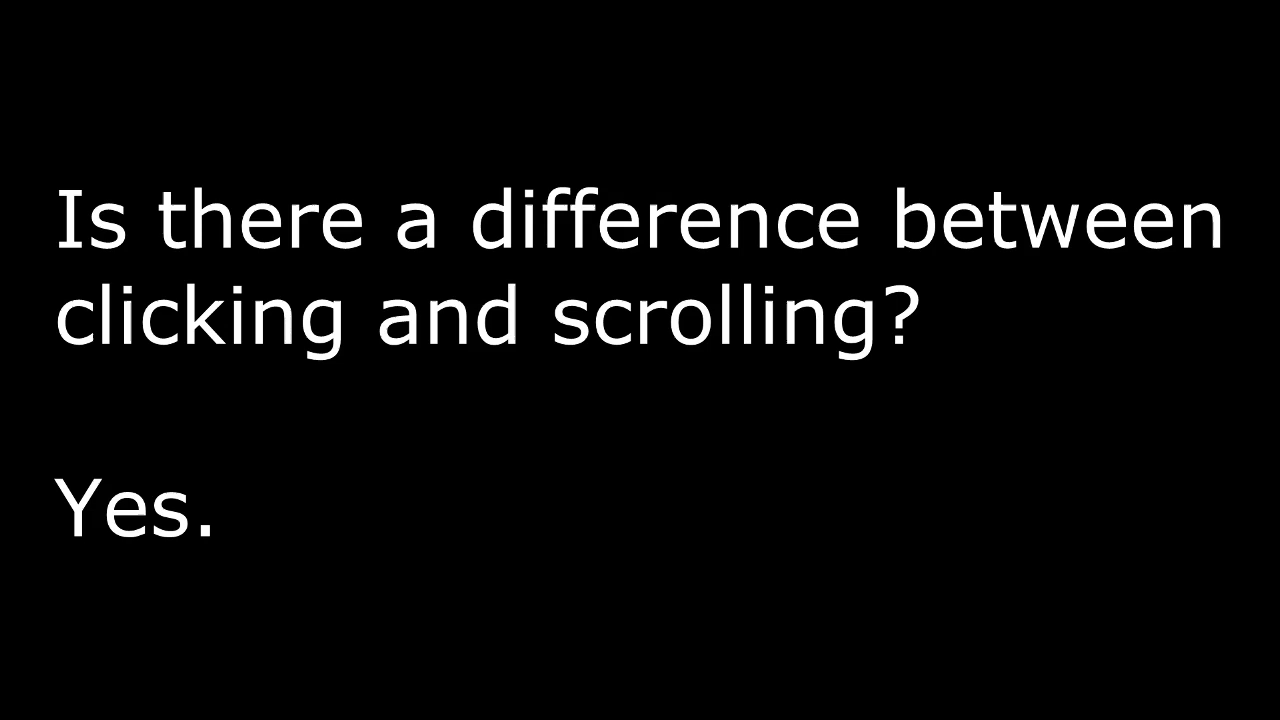 Is there a difference between
clicking and scrolling?
Yes.